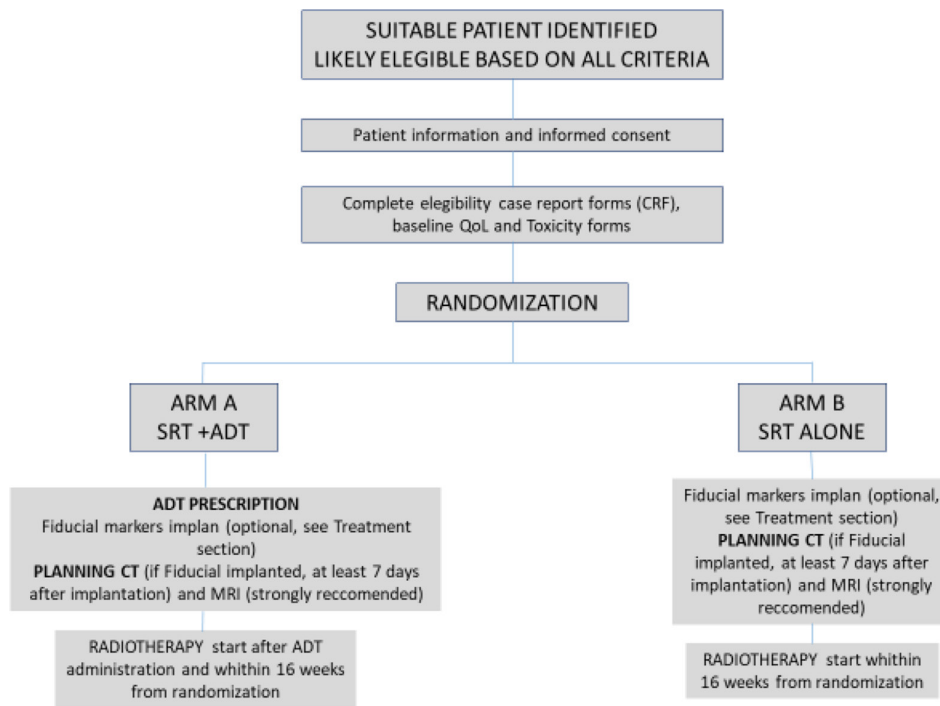 SUITABLE PATIENT IDENTIFIED
LIKELY ELEGIBLE BASED ON ALL CRITERIA
Patient information and informed consent
Complete elegibility case report forms (CRF),
baseline QoL and Toxicity forms
RANDOMIZATION
ARM A
SRT +ADT
ADT PRESCRIPTION
Fiducial markers implan (optional, see Treatment
section)
PLANNING CT (if Fiducial implanted, at least 7 days
after implantation) and MRI (strongly reccomended)
RADIOTHERAPY start after ADT
administration and whithin 16 weeks
from randomization
ARM B
SRT ALONE
Fiducial markers implan (optional,
see Treatment section)
PLANNING CT (if Fiducial
implanted, at least 7 days after
implantation) and MRI (strongly
reccomended)
RADIOTHERAPY start whithin
16 weeks from randomization